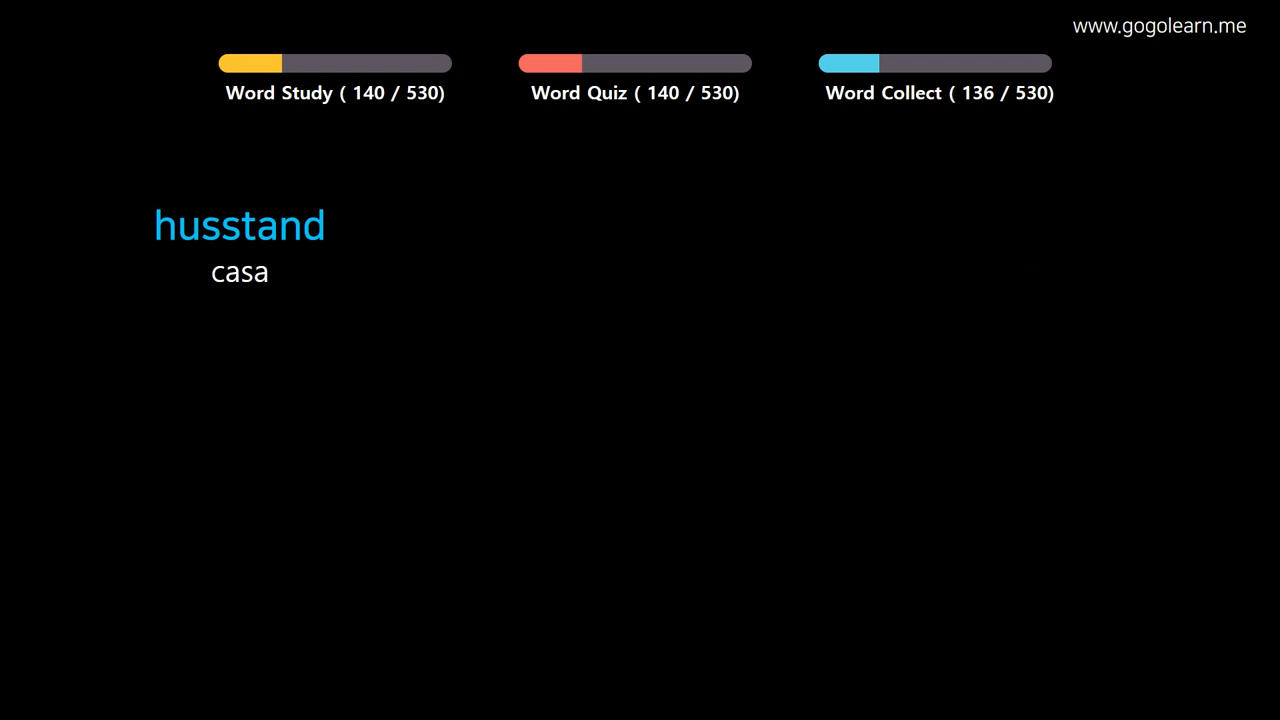 www.gogolearn.me
Word Study ( 140 / 530)
Word Quiz ( 140 / 530)
Word Collect ( 136 / 530)
husstand
casa